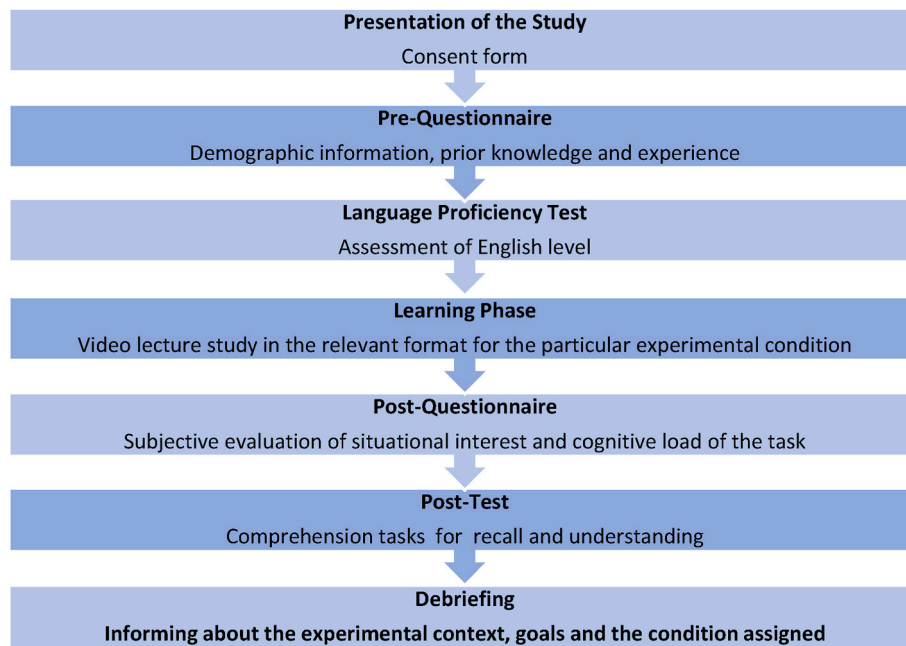 Presentation of the Study
Consent form
Pre-Questionnaire
Demographic information, prior knowledge and experience
Language Proficiency Test
Assessment of English level
Learning Phase
Video lecture study in the relevant format for the particular experimental condition
Post-Questionnaire
Subjective evaluation of situational interest and cognitive load of the task
Post-Test
Comprehension tasks for recall and understanding
Debriefing
Informing about the experimental context, goals and the condition assigned